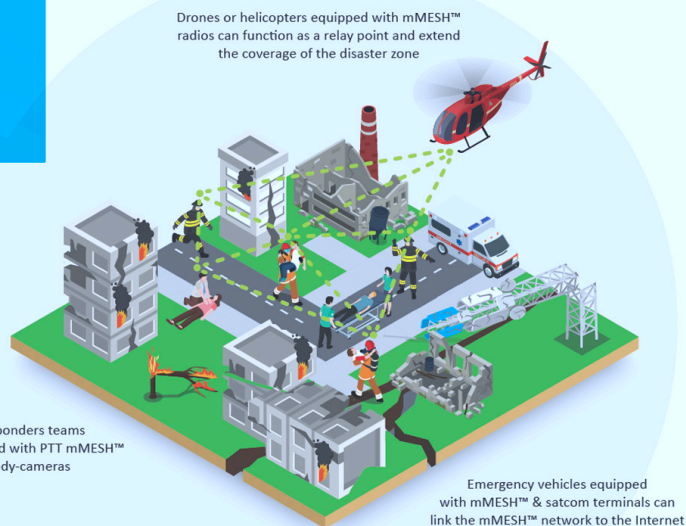 Drones or helicopters equipped with mMESH™
radios can function as a relay point and extend
the coverage of the disaster zone
ponders teams
d with PTT mMESH™
dy-cameras
Emergency vehicles equipped
with mMESH™ & satcom terminals can
link the mMESH™ network to the Internet